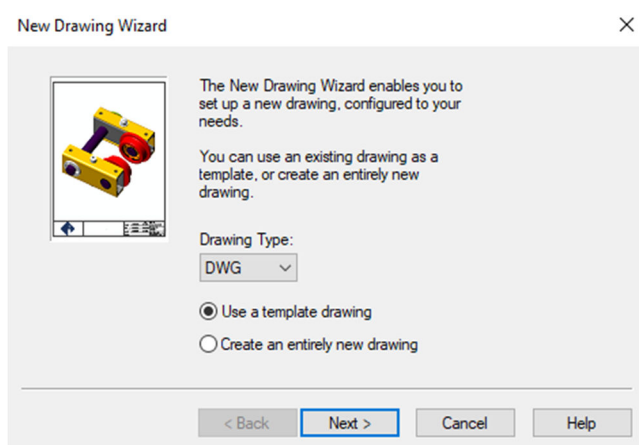 New Drawing Wizard
The New Drawing Wizard enables you to
set up a new drawing, configured to your
needs.
You can use an existing drawing as a
template, or create an entirely new
drawing.
Drawing Type:
DWG
Use a template drawing
Create an entirely new drawing
< Back Next > Cancel Help